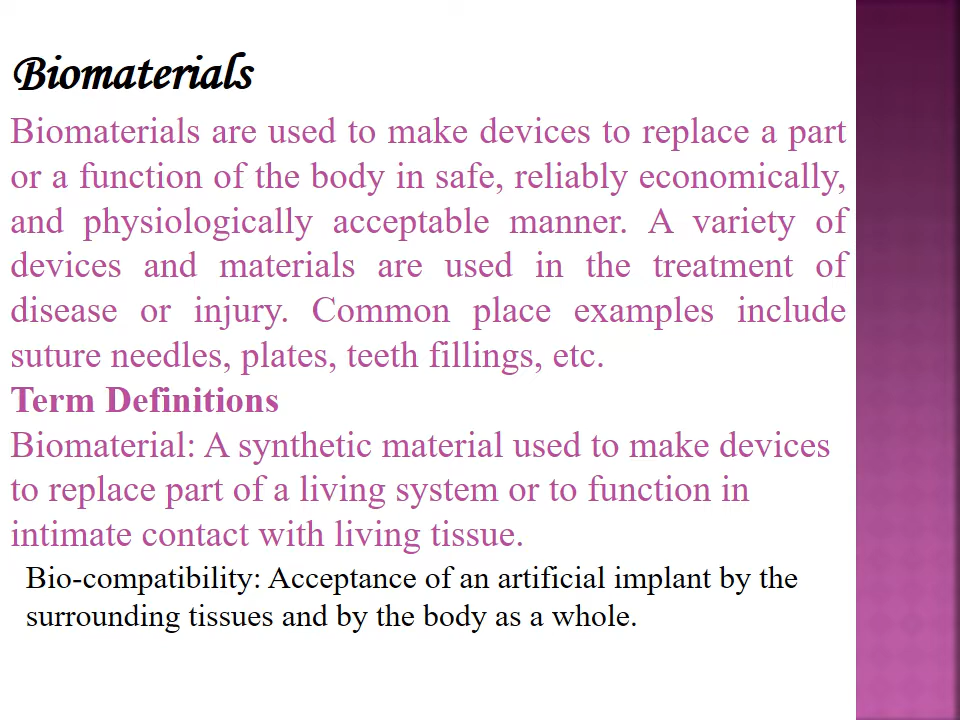 Biomaterials
Biomaterials are used to make devices to replace a part
or a function of the body in safe, reliably economically,
and physiologically acceptable manner. A variety of
devices and materials are used in the treatment of
disease or injury. Common place examples include
suture needles, plates, teeth fillings, etc.
Term Definitions
Biomaterial: A synthetic material used to make devices
to replace part of a living system or to function in
intimate contact with living tissue.
Bio-compatibility: Acceptance of an artificial implant by the
surrounding tissues and by the body as a whole.